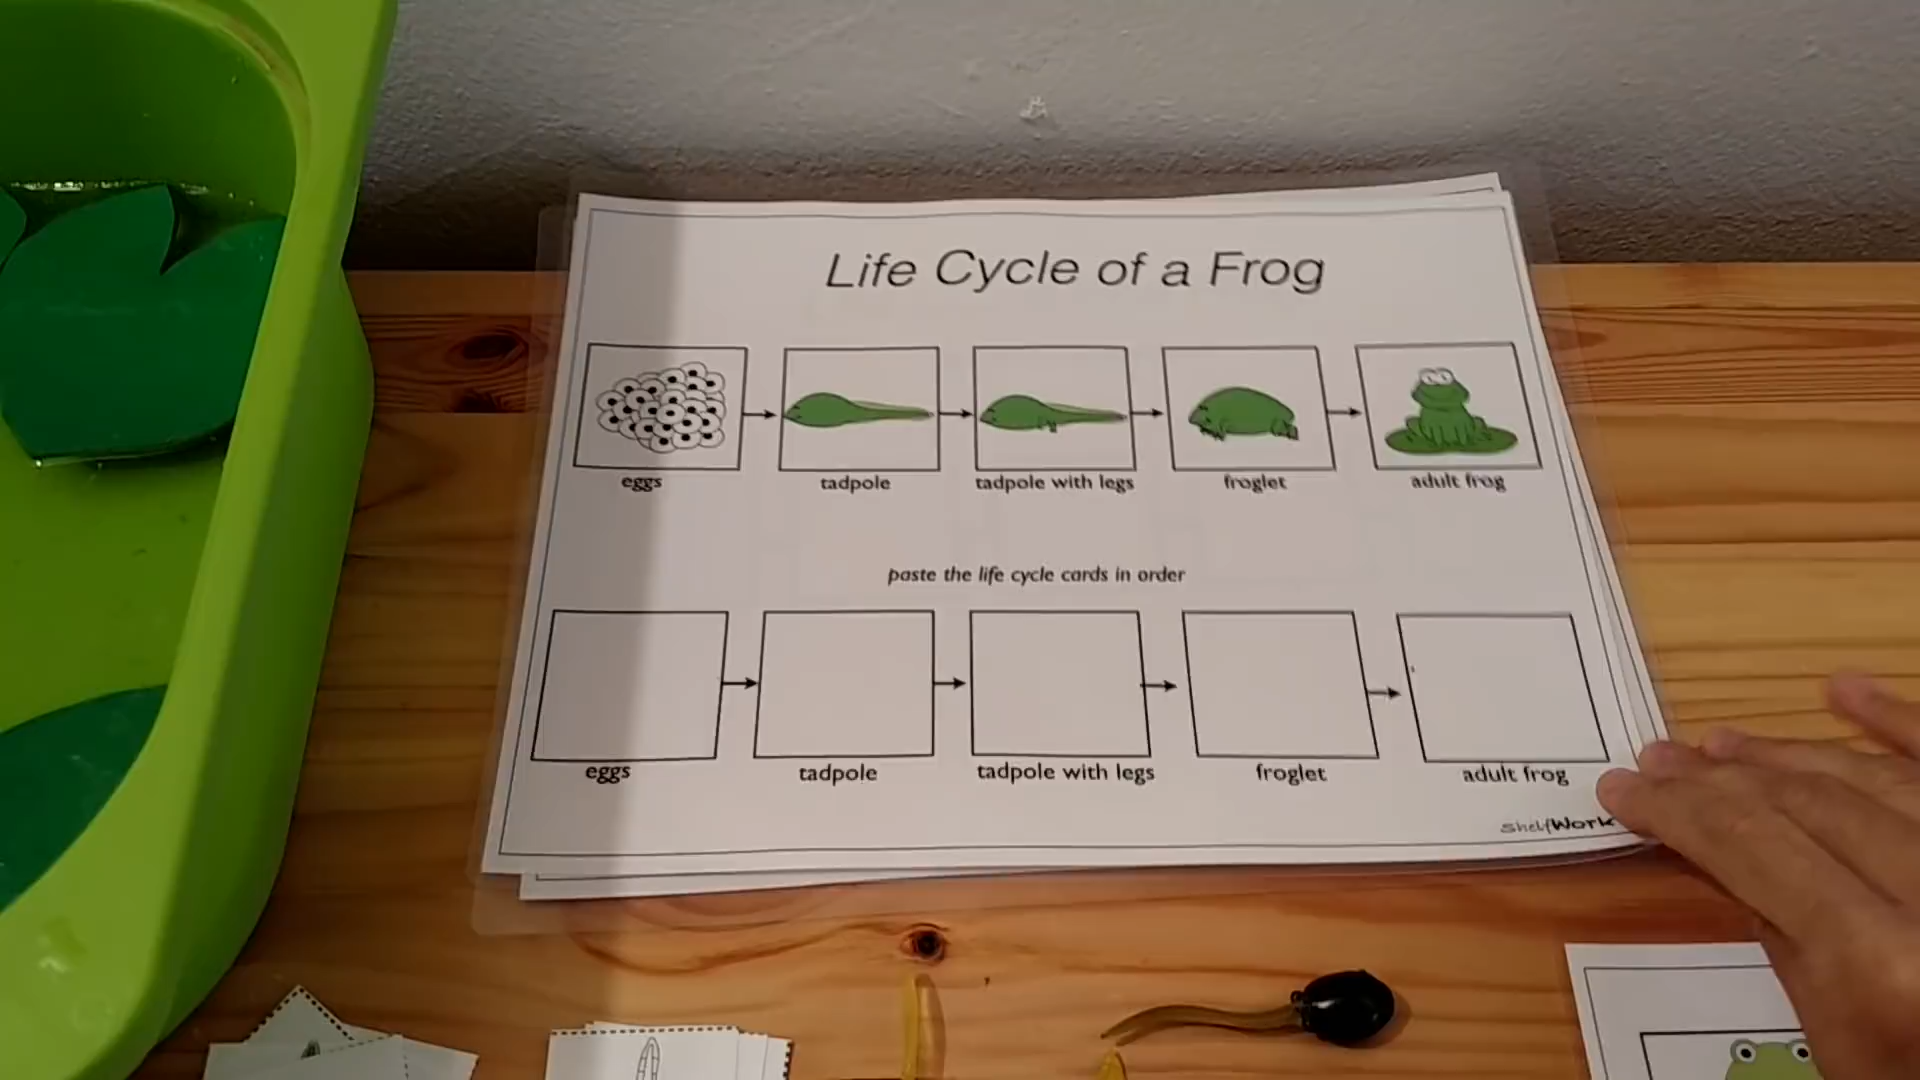 Life Cycle of a Frog
eggs
tadpole
tadpole with legs
froglet
adult frog
paste the life cycle cards in order
eggs
tadpole
tadpole with legs
froglet
adult frog
ShelfWork